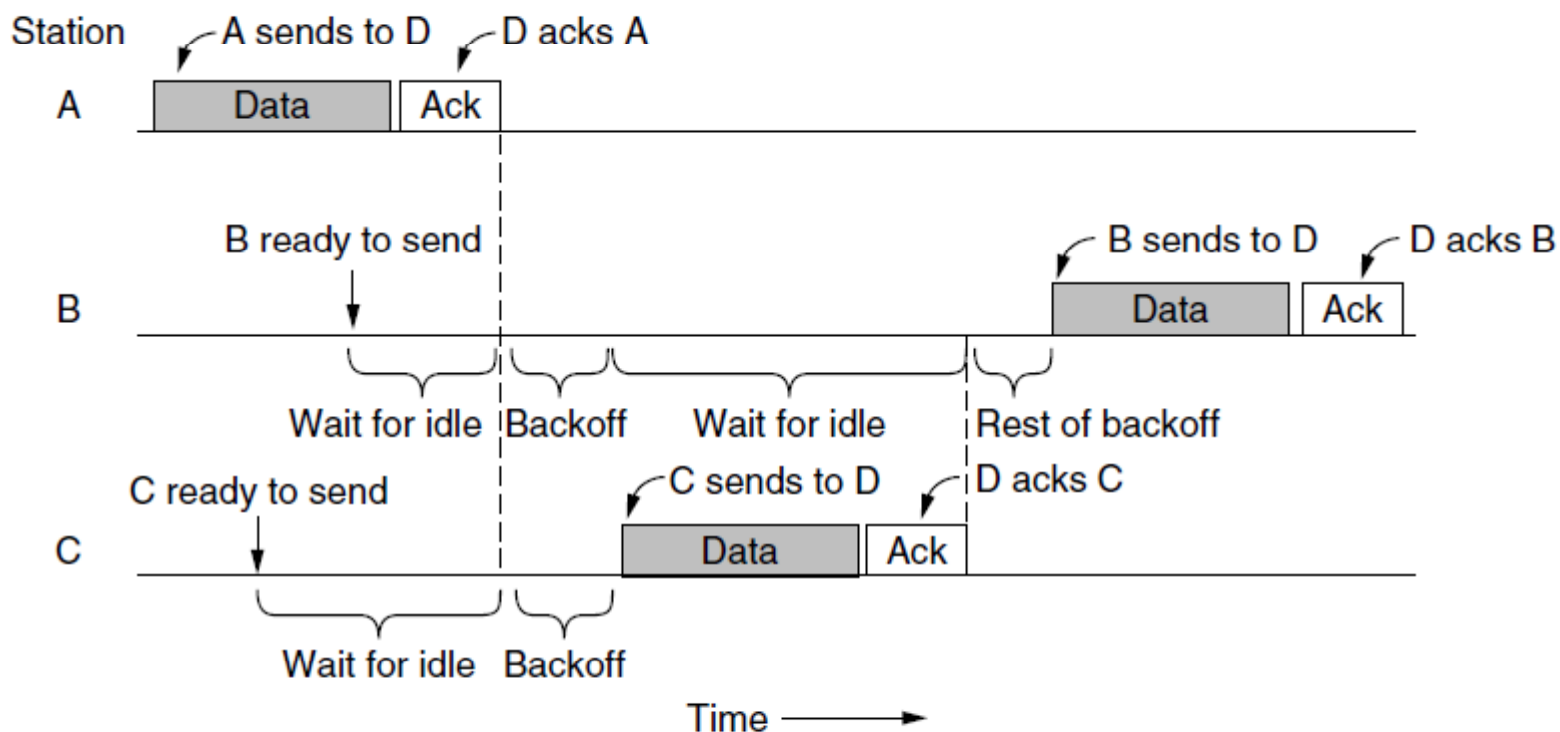 Station A sends to D D acks A
A Data Ack
B ready to send B sends to D D acks B
B Data Ack
Wait for idle Backoff Wait for idle Rest of backoff
C ready to send C sends to D D acks C
C Data Ack
Wait for idle Backoff
Time